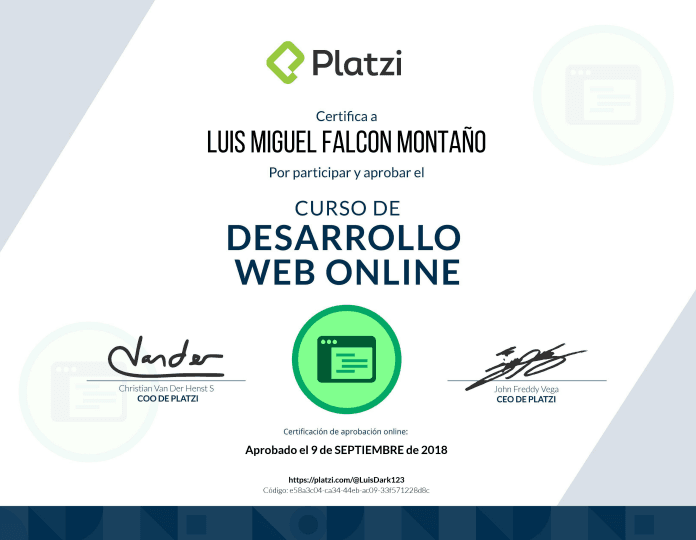 Platzi
Certifica a
LUIS MIGUEL FALCON MONTAÑO
Por participar y aprobar el
CURSO DE
DESARROLLO
WEB ONLINE
Vander
Christian Van Der Henst S
COO DE PLATZI
John Freddy Vega
CEO DE PLATZI
Certificación de aprobación online:
Aprobado el 9 de SEPTIEMBRE de 2018
https://platzi.com/@LuisDark123
Código: e58a3c04-ca34-44eb-ac09-33f571228d8c